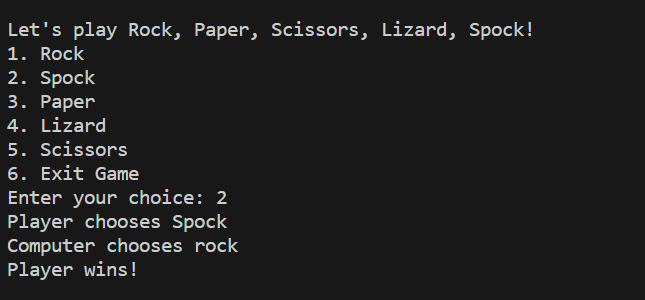 Let's play Rock, Paper, Scissors, Lizard, Spock!
1. Rock
2. Spock
3. Paper
4. Lizard
5. Scissors
6. Exit Game
Enter your choice: 2
Player chooses Spock
Computer chooses rock
Player wins!